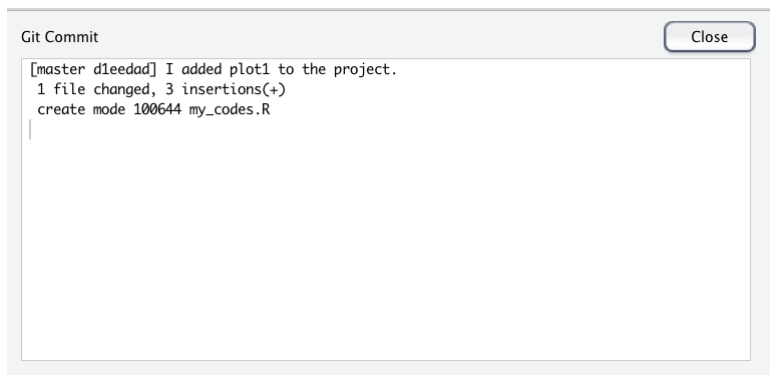 Git Commit
Close
[master d1eedad] I added plot1 to the project.
1 file changed, 3 insertions(+)
create mode 100644 my_codes.R